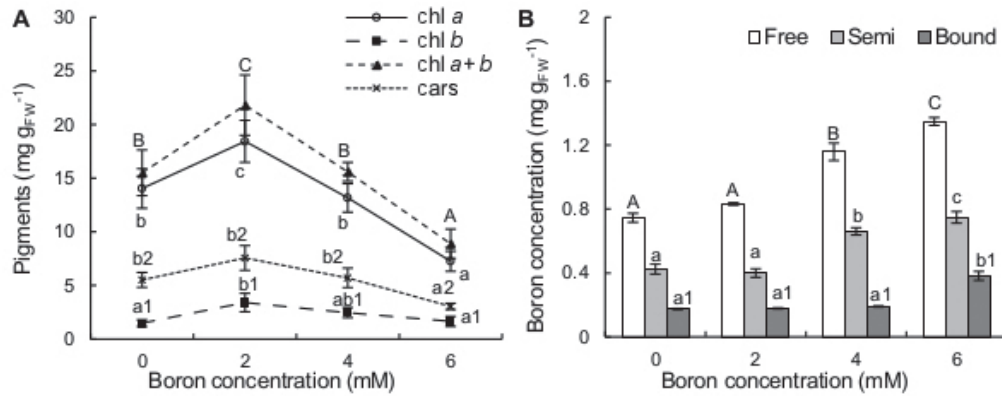 A
chl a
chl b
chl a+b
cars
Pigments (mg gFW-1)
30
25
20
15
10
5
0
B
b
b2
a1
C
c
b2
b1
B
b
b2
ab1
A
a
a2
a1
0 2 4 6
Boron concentration (mM)
B
Free Semi Bound
Boron concentration (mg gFW-1)
2
1.6
1.2
0.8
0.4
0
A
a
a1
A
a
a1
B
b
a1
C
c
b1
0 2 4 6
Boron concentration (mM)